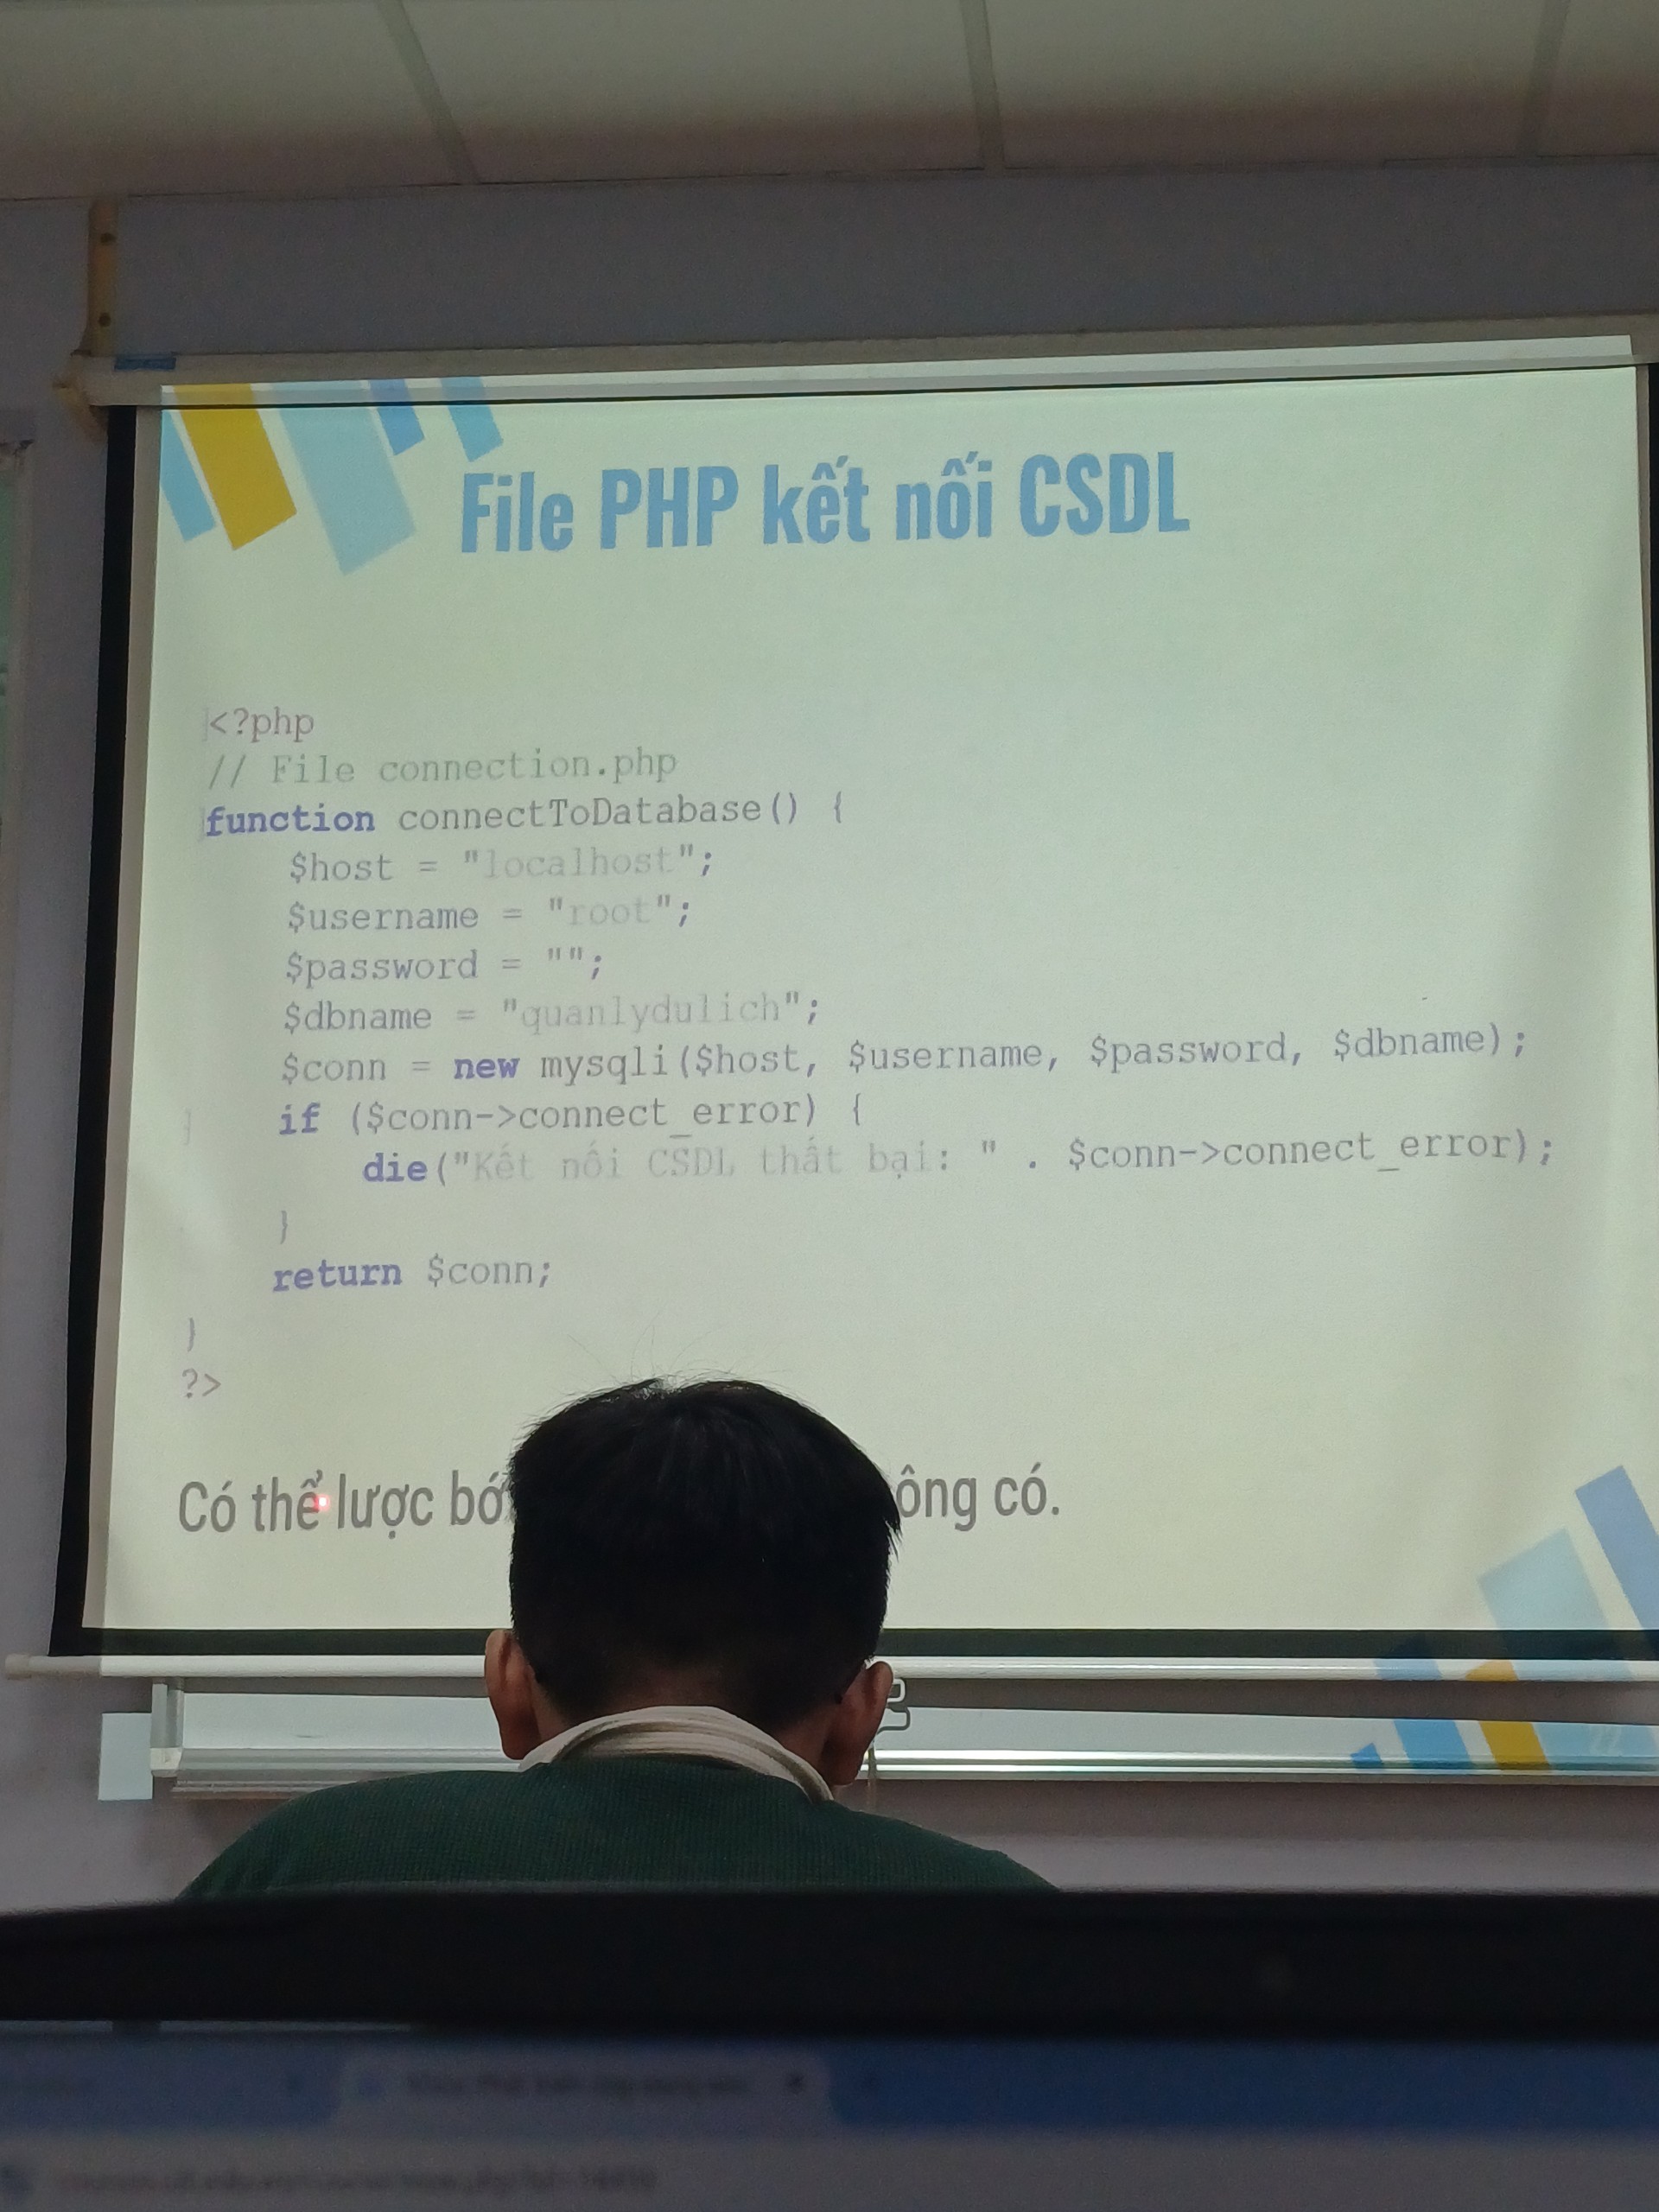 File PHP kết nối CSDL
<?php
// File connection.php
function connectToDatabase() {
$host = "localhost";
$username = "root";
$password = "";
$dbname = "quanlydulich";
$conn = new mysqli($host, $username, $password, $dbname);
if ($conn->connect_error) {
die("Kết nối CSDL thất bại: " . $conn->connect_error);
}
return $conn;
}
?>
Có thể lược bớ ông có.
22